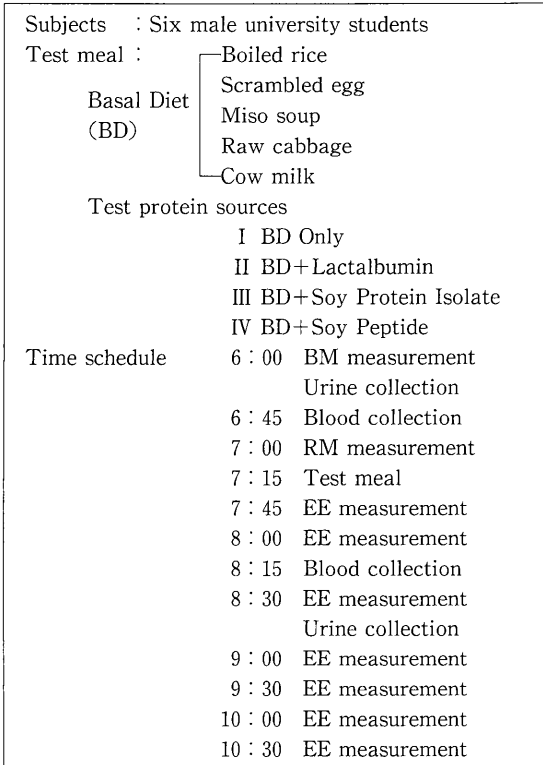 Subjects : Six male university students
Test meal : Boiled rice
Scrambled egg
Basal Diet
(BD)
Miso soup
Raw cabbage
Cow milk
Test protein sources
I BD Only
II BD+Lactalbumin
III BD+Soy Protein Isolate
IV BD+Soy Peptide
Time schedule 6:00 BM measurement
Urine collection
6:45 Blood collection
7:00 RM measurement
7:15 Test meal
7:45 EE measurement
8:00 EE measurement
8:15 Blood collection
8:30 EE measurement
Urine collection
9:00 EE measurement
9:30 EE measurement
10:00 EE measurement
10:30 EE measurement